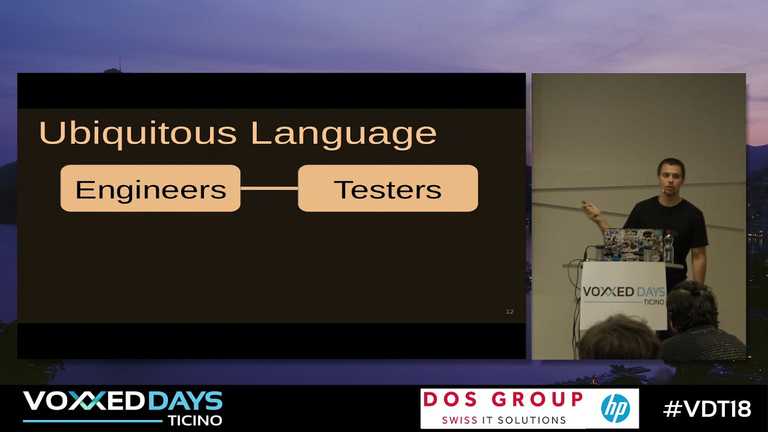 Ubiquitous Language
Engineers
Testers
12
VOXXED DAYS
TICINO
VOXXED DAYS
TICINO
DOS GROUP
SWISS IT SOLUTIONS
hp
#VDT18